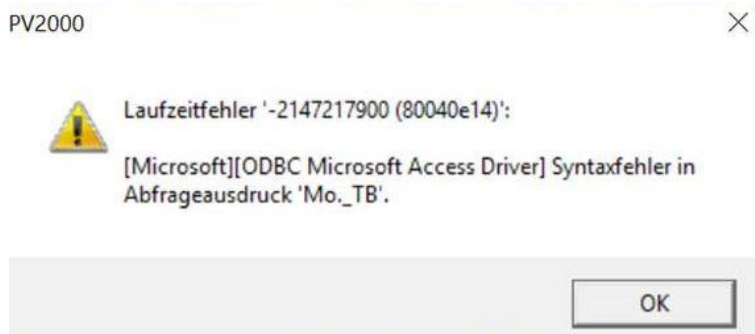 PV2000
Laufzeitfehler '-2147217900 (80040e14)':
[Microsoft][ODBC Microsoft Access Driver] Syntaxfehler in
Abfrageausdruck 'Mo._TB'.
OK